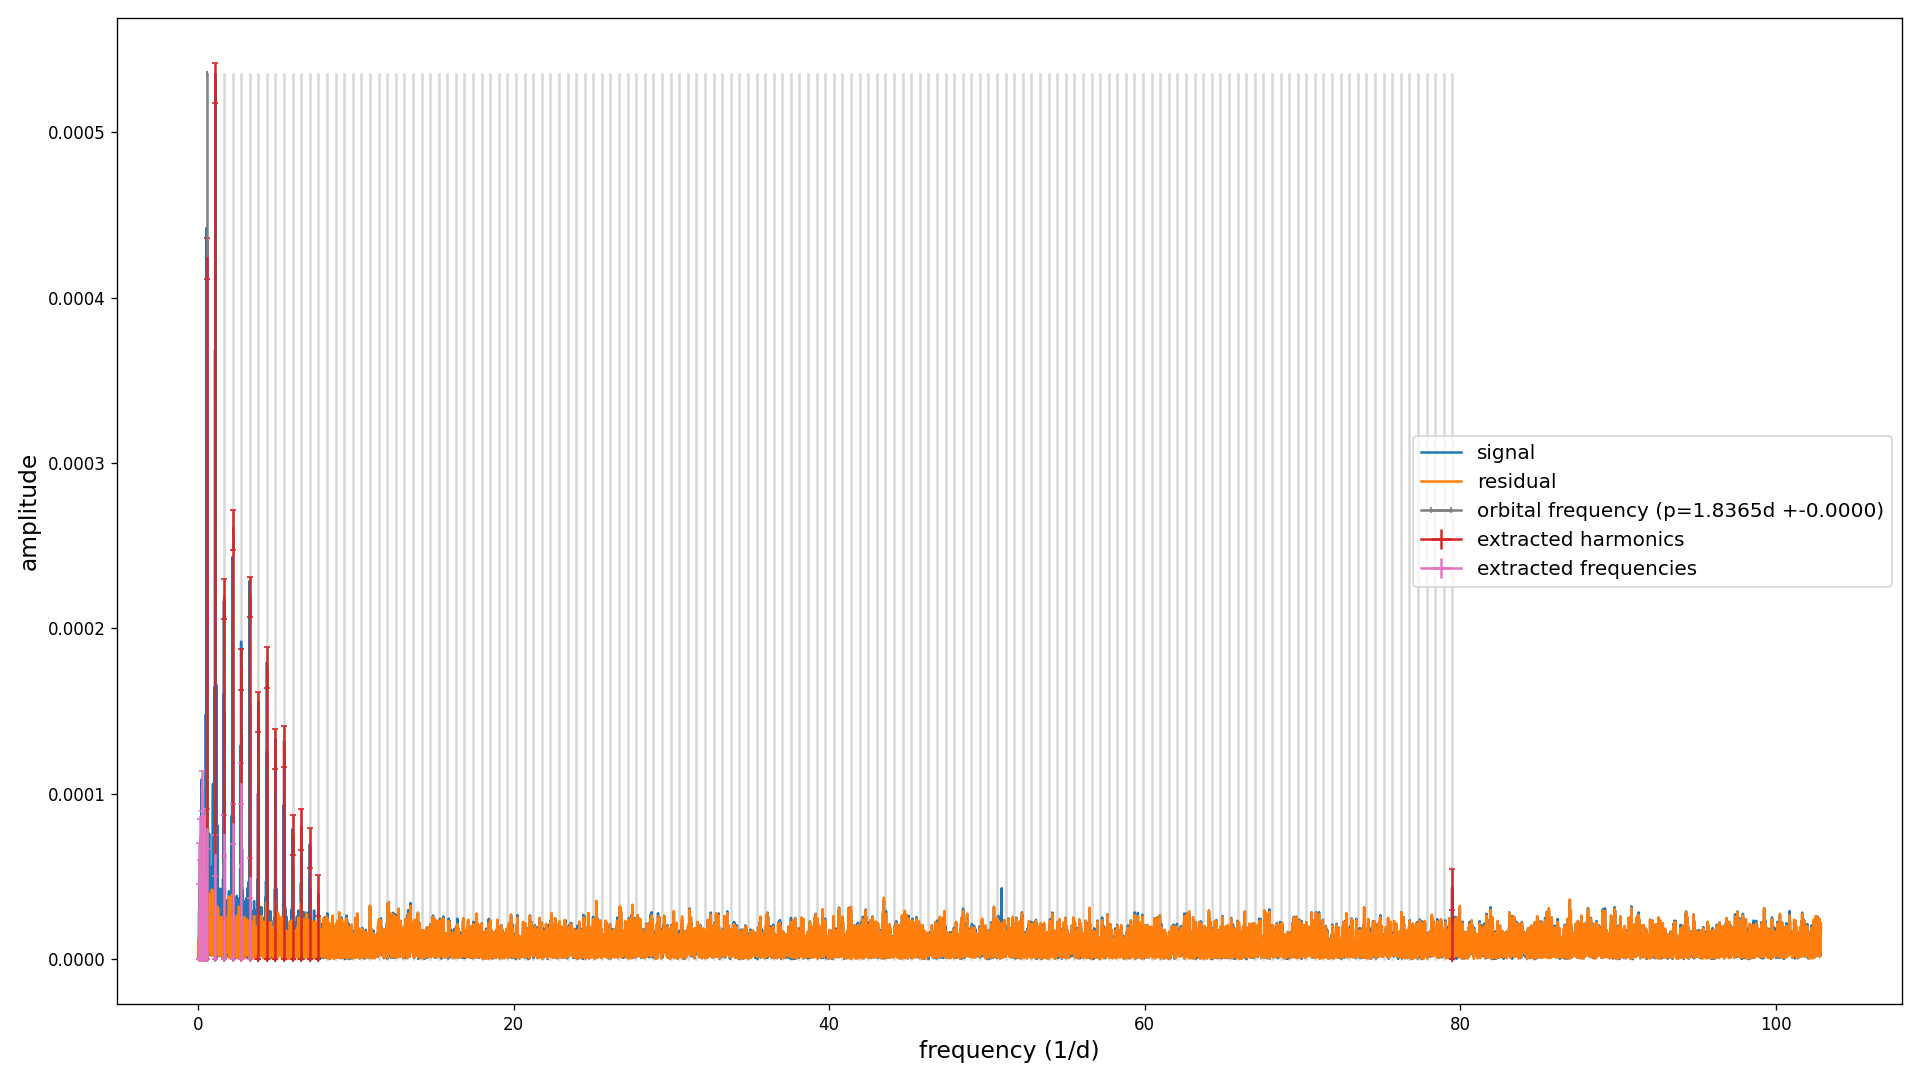 0.0005
0.0004
0.0003
0.0002
0.0001
0.0000
amplitude
signal
residual
orbital frequency (p=1.8365d +-0.0000)
extracted harmonics
extracted frequencies
0 20 40 60 80 100
frequency (1/d)